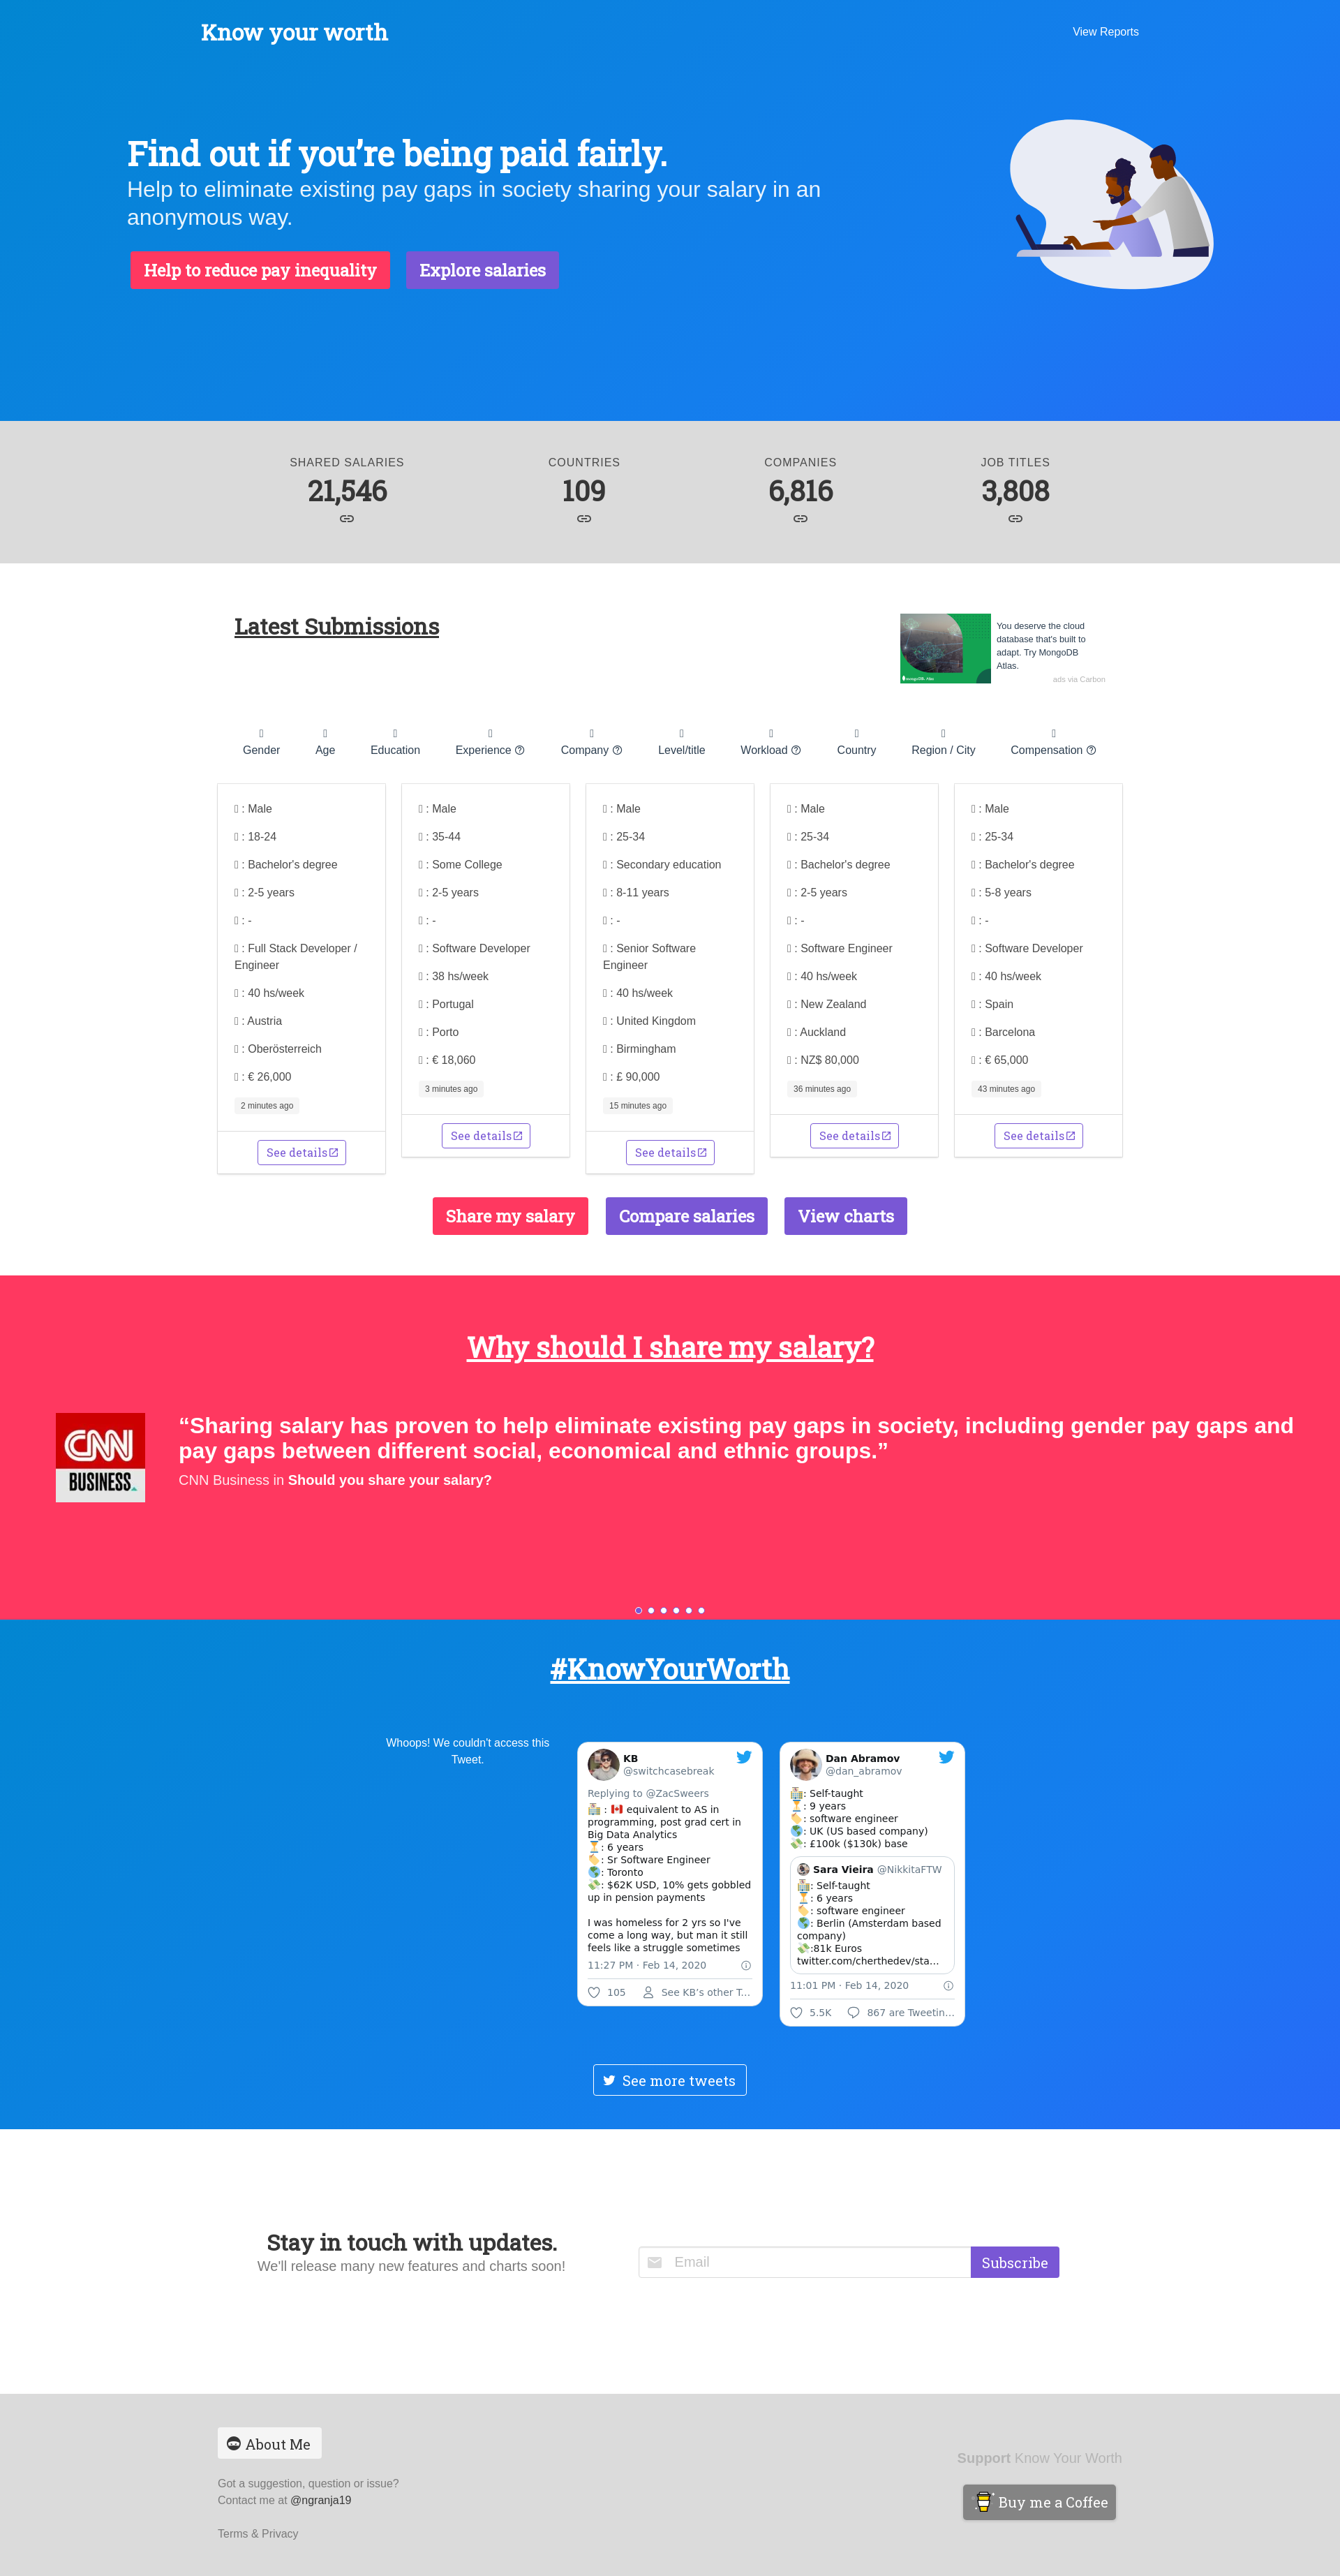 Know your worth
View Reports
Find out if you’re being paid fairly.
Help to eliminate existing pay gaps in society sharing your salary in an
anonymous way.
Help to reduce pay inequality
Explore salaries
SHARED SALARIES
21,546
COUNTRIES
109
COMPANIES
6,816
JOB TITLES
3,808
Latest Submissions
You deserve the cloud
database that's built to
adapt. Try MongoDB
Atlas.
ads via Carbon
Gender
Age
Education
Experience
Company
Level/title
Workload
Country
Region / City
Compensation
: Male
: 18-24
: Bachelor's degree
: 2-5 years
: -
: Full Stack Developer /
Engineer
: 40 hs/week
: Austria
: Oberösterreich
: € 26,000
2 minutes ago
See details
: Male
: 35-44
: Some College
: 2-5 years
: -
: Software Developer
: 38 hs/week
: Portugal
: Porto
: € 18,060
3 minutes ago
See details
: Male
: 25-34
: Secondary education
: 8-11 years
: -
: Senior Software
Engineer
: 40 hs/week
: United Kingdom
: Birmingham
: £ 90,000
15 minutes ago
See details
: Male
: 25-34
: Bachelor's degree
: 2-5 years
: -
: Software Engineer
: 40 hs/week
: New Zealand
: Auckland
: NZ$ 80,000
36 minutes ago
See details
: Male
: 25-34
: Bachelor's degree
: 5-8 years
: -
: Software Developer
: 40 hs/week
: Spain
: Barcelona
: € 65,000
43 minutes ago
See details
Share my salary
Compare salaries
View charts
Why should I share my salary?
CNN
BUSINESS
“Sharing salary has proven to help eliminate existing pay gaps in society, including gender pay gaps and
pay gaps between different social, economical and ethnic groups.”
CNN Business in Should you share your salary?
#KnowYourWorth
Whoops! We couldn't access this
Tweet.
KB
@switchcasebreak
Replying to @ZacSweers
🏫 : 🇨🇦 equivalent to AS in
programming, post grad cert in
Big Data Analytics
⏳: 6 years
🏷️: Sr Software Engineer
🌎: Toronto
💸: $62K USD, 10% gets gobbled
up in pension payments
I was homeless for 2 yrs so I've
come a long way, but man it still
feels like a struggle sometimes
11:27 PM · Feb 14, 2020
105
See KB’s other T…
Dan Abramov
@dan_abramov
🏫: Self-taught
⏳: 9 years
🏷️: software engineer
🌎: UK (US based company)
💸: £100k ($130k) base
Sara Vieira @NikkitaFTW
🏫: Self-taught
⏳: 6 years
🏷️: software engineer
🌎: Berlin (Amsterdam based
company)
💸:81k Euros
twitter.com/cherthedev/sta…
11:01 PM · Feb 14, 2020
5.5K
867 are Tweetin…
See more tweets
Stay in touch with updates.
We'll release many new features and charts soon!
Email
Subscribe
About Me
Got a suggestion, question or issue?
Contact me at @ngranja19
Terms & Privacy
Support Know Your Worth
Buy me a Coffee